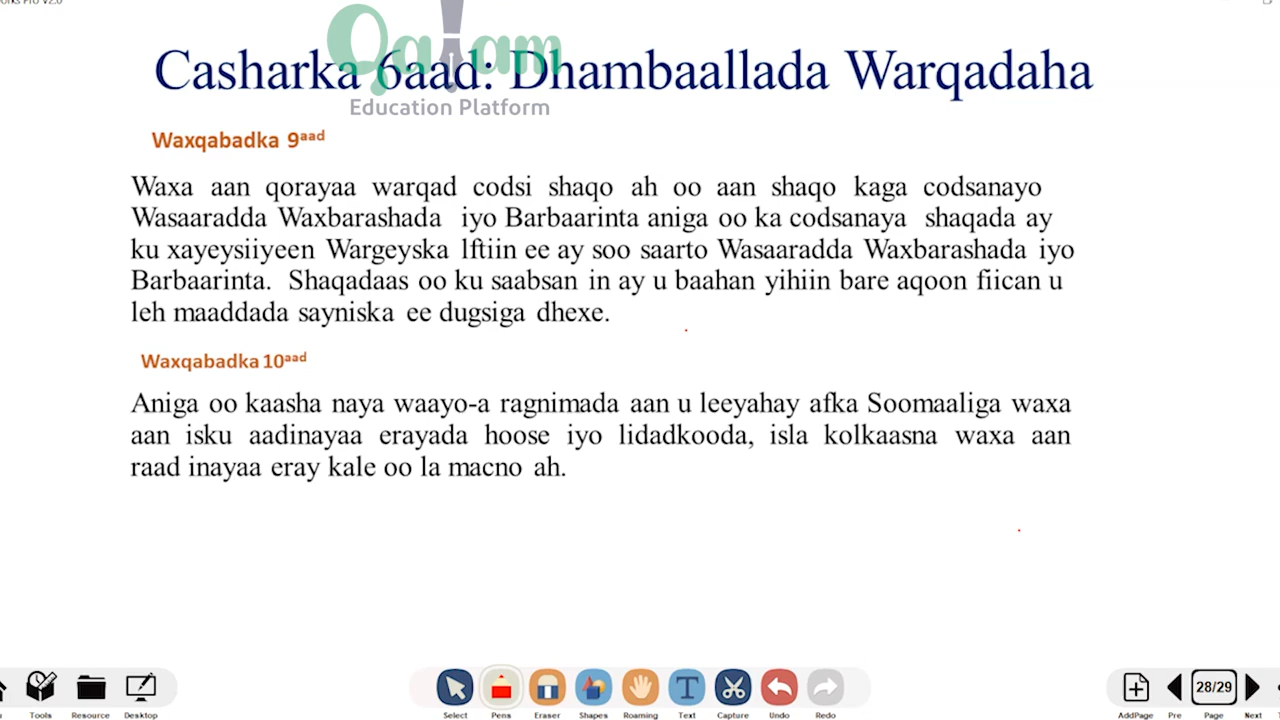 Qalam
Education Platform
Casharka 6aad: Dhambaallada Warqadaha
Waxqabadka 9aad
Waxa aan qorayaa warqad codsi shaqo ah oo aan shaqo kaga codsanayo
Wasaaradda Waxbarashada iyo Barbaarinta aniga oo ka codsanaya shaqada ay
ku xayeysiiyeen Wargeyska lftiin ee ay soo saarto Wasaaradda Waxbarashada iyo
Barbaarinta. Shaqadaas oo ku saabsan in ay u baahan yihiin bare aqoon fiican u
leh maaddada sayniska ee dugsiga dhexe.
Waxqabadka 10aad
Aniga oo kaasha naya waayo-a ragnimada aan u leeyahay afka Soomaaliga waxa
aan isku aadinayaa erayada hoose iyo lidadkooda, isla kolkaasna waxa aan
raad inayaa eray kale oo la macno ah.
Tools Resource Desktop Select Pens Eraser Shapes Roaming Text Capture Undo Redo AddPage Pre 28/29 Page Next